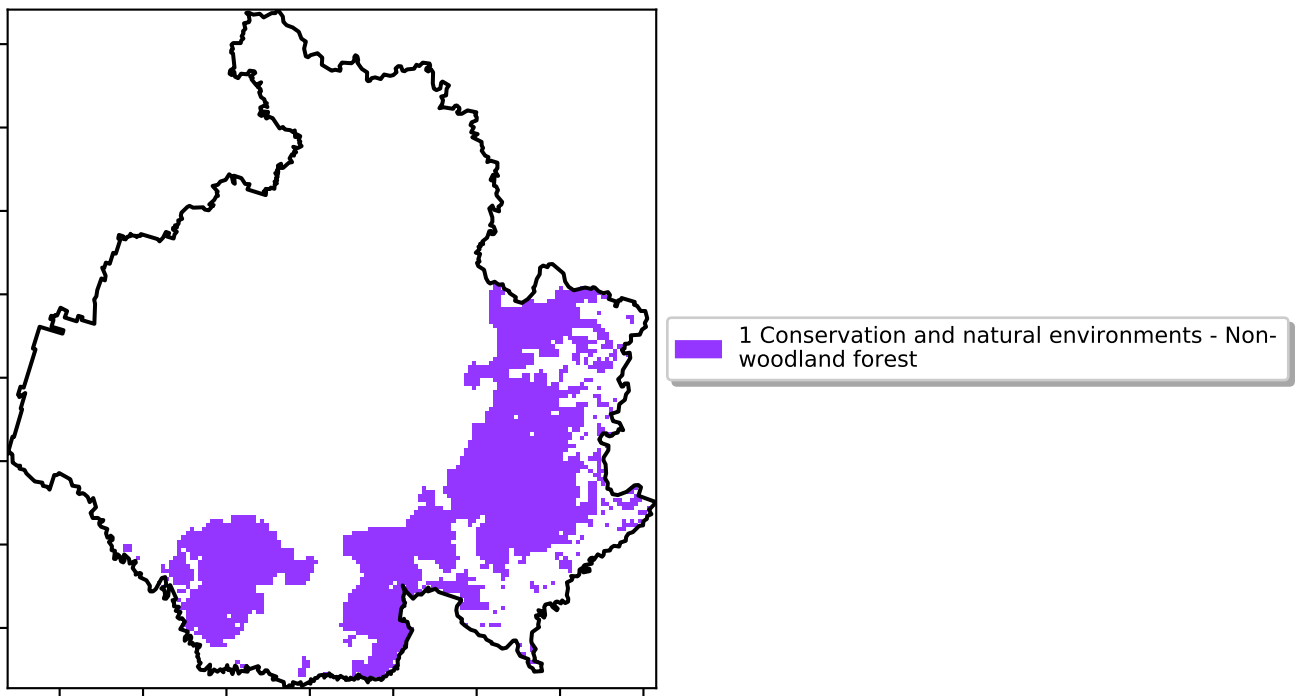 1 Conservation and natural environments - Non-
woodland forest